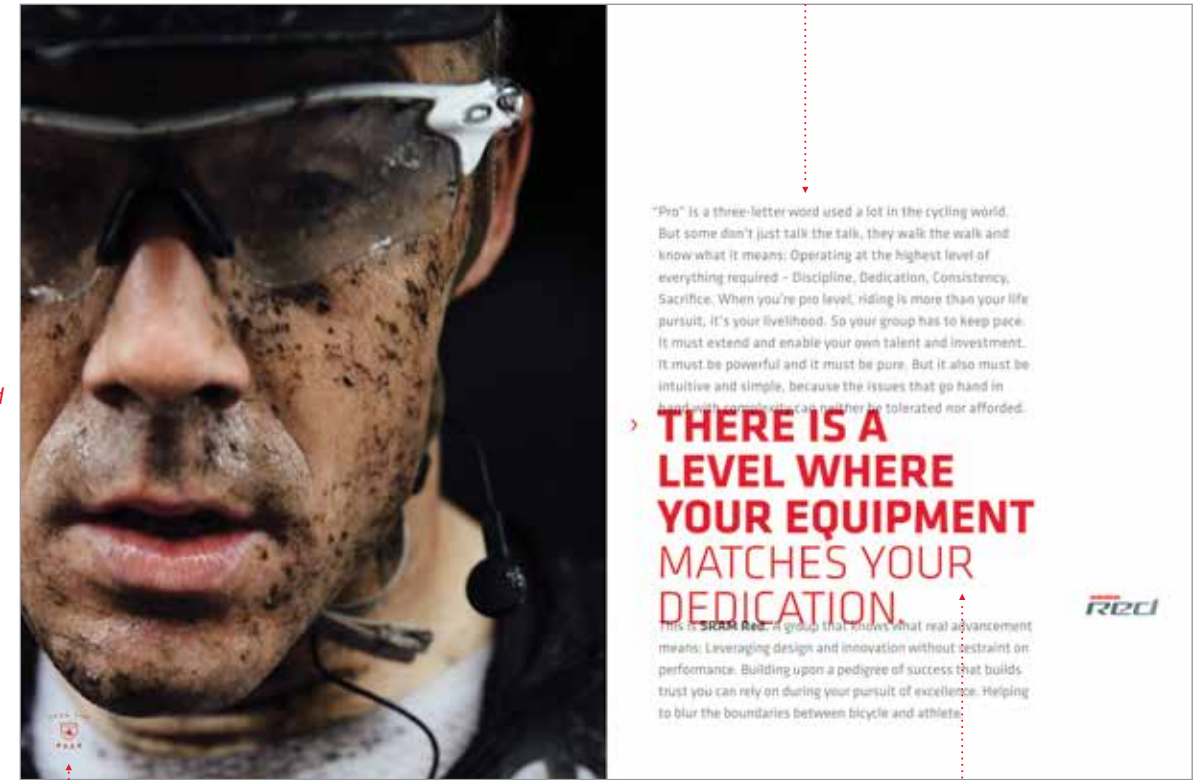 “Pro” is a three-letter word used a lot in the cycling world.
But some don’t just talk the talk, they walk the walk and
know what it means: Operating at the highest level of
everything required – Discipline, Dedication, Consistency,
Sacrifice. When you’re pro level, riding is more than your life
pursuit, it’s your livelihood. So your group has to keep pace.
It must extend and enable your own talent and investment.
It must be powerful and it must be pure. But it also must be
intuitive and simple, because the issues that go hand in
hand with complexity can neither be tolerated nor afforded.
› THERE IS A
LEVEL WHERE
YOUR EQUIPMENT
MATCHES YOUR
DEDICATION.
Red
This is SRAM Red. A group that knows what real advancement
means: Leveraging design and innovation without restraint on
performance. Building upon a pedigree of success that builds
trust you can rely on during your pursuit of excellence. Helping
to blur the boundaries between bicycle and athlete.